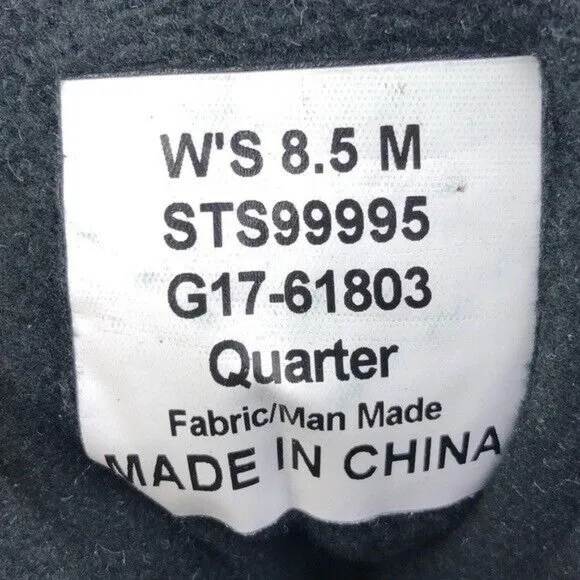 W'S 8.5 M
STS99995
G17-61803
Quarter
Fabric/Man Made
MADE IN CHINA